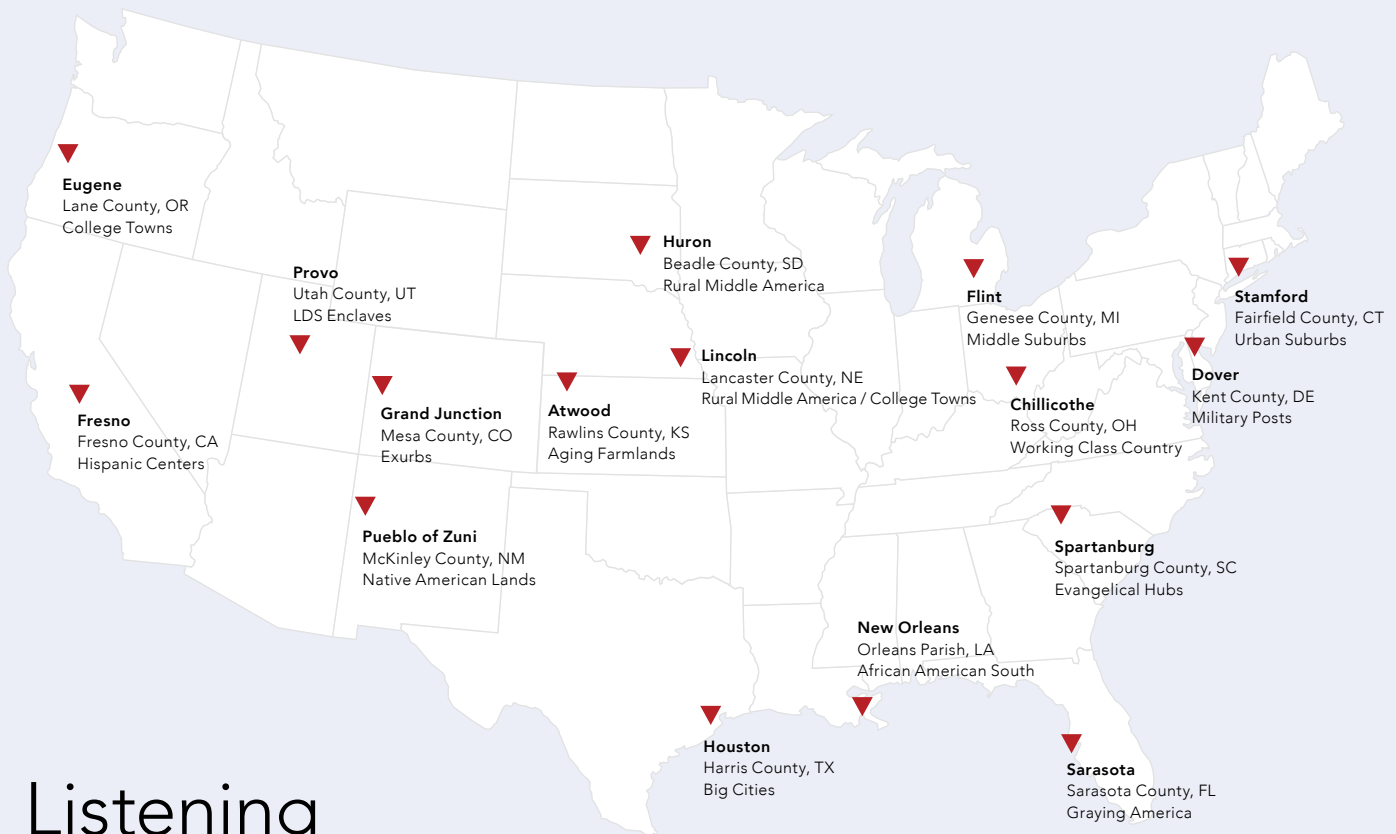 Eugene
Lane County, OR
College Towns
Provo
Utah County, UT
LDS Enclaves
Huron
Beadle County, SD
Rural Middle America
Flint
Genesee County, MI
Middle Suburbs
Stamford
Fairfield County, CT
Urban Suburbs
Fresno
Fresno County, CA
Hispanic Centers
Grand Junction
Mesa County, CO
Exurbs
Atwood
Rawlins County, KS
Aging Farmlands
Lincoln
Lancaster County, NE
Rural Middle America / College Towns
Chillicothe
Ross County, OH
Working Class Country
Dover
Kent County, DE
Military Posts
Pueblo of Zuni
McKinley County, NM
Native American Lands
Spartanburg
Spartanburg County, SC
Evangelical Hubs
New Orleans
Orleans Parish, LA
African American South
Houston
Harris County, TX
Big Cities
Sarasota
Sarasota County, FL
Graying America
Listening